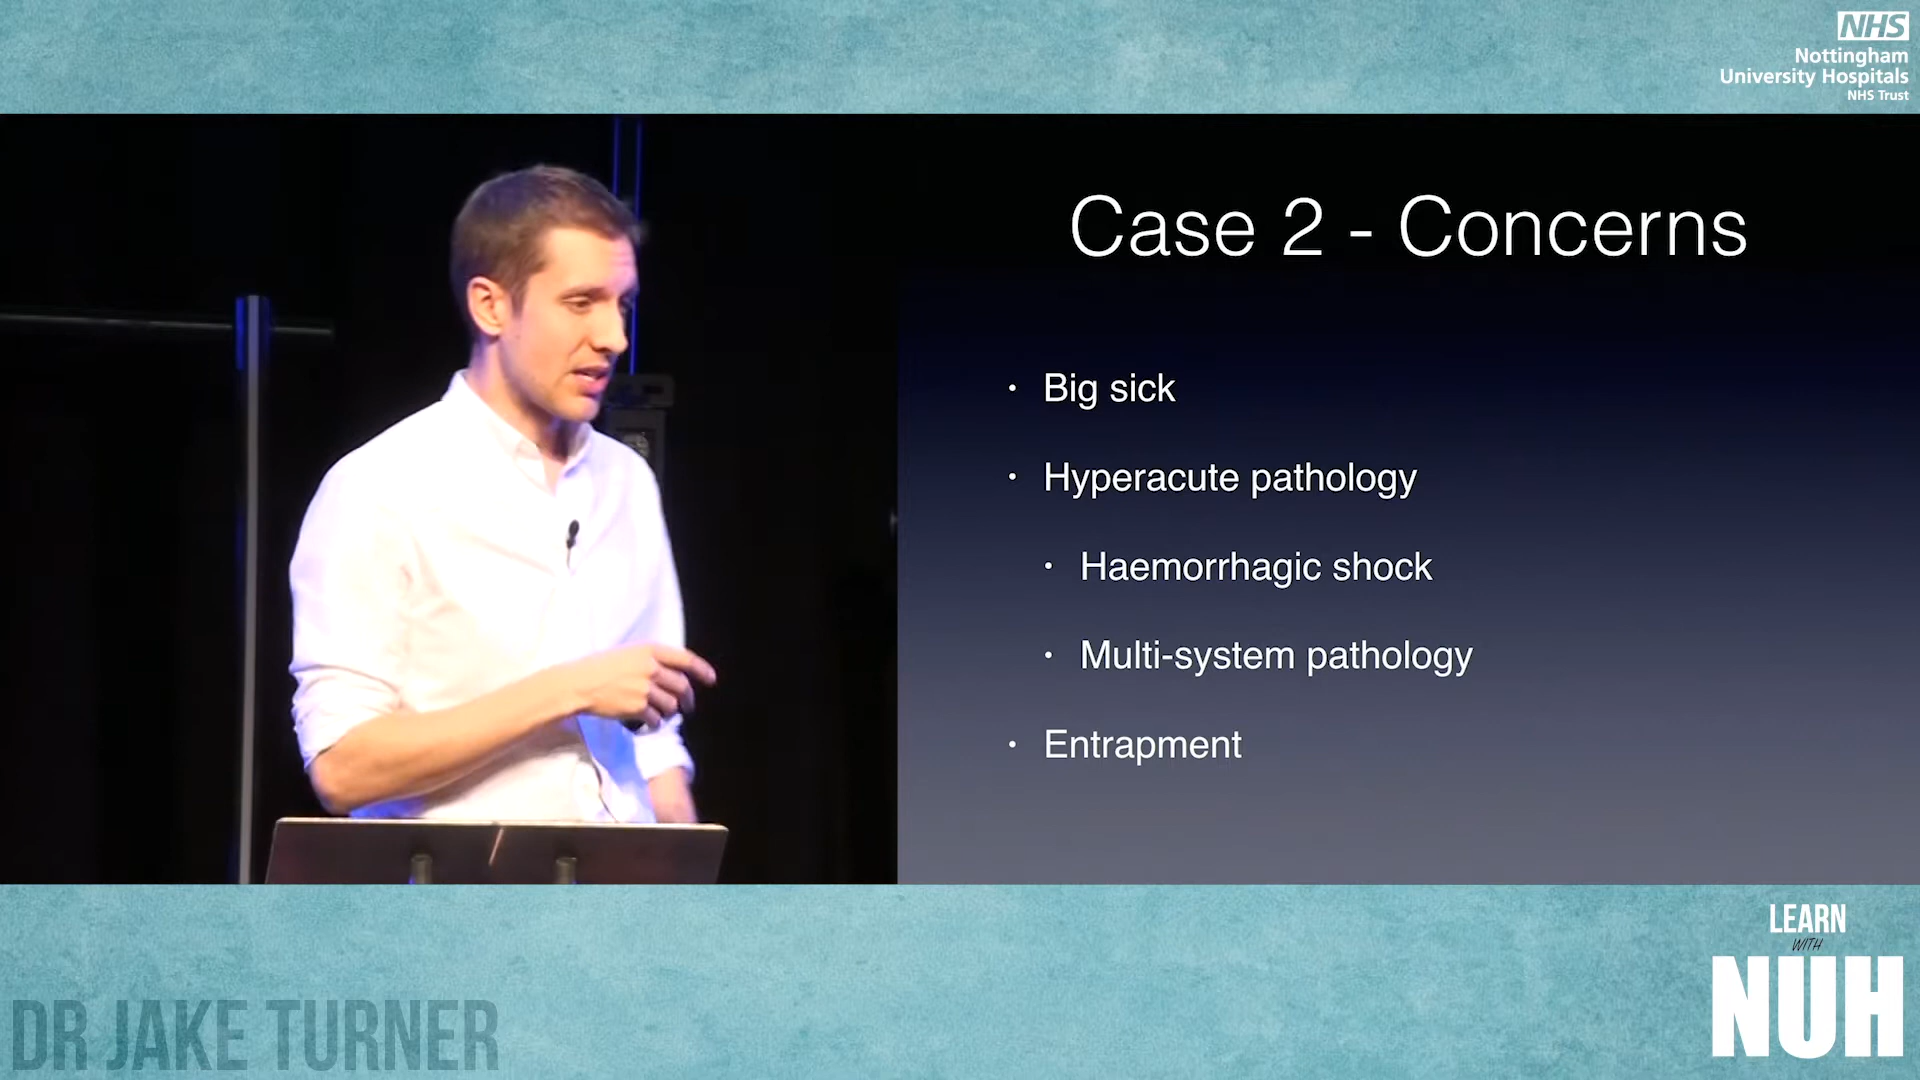 NHS
Nottingham
University Hospitals
NHS Trust
Case 2 - Concerns
• Big sick
• Hyperacute pathology
• Haemorrhagic shock
• Multi-system pathology
• Entrapment
LEARN
WITH
NUH
DR JAKE TURNER